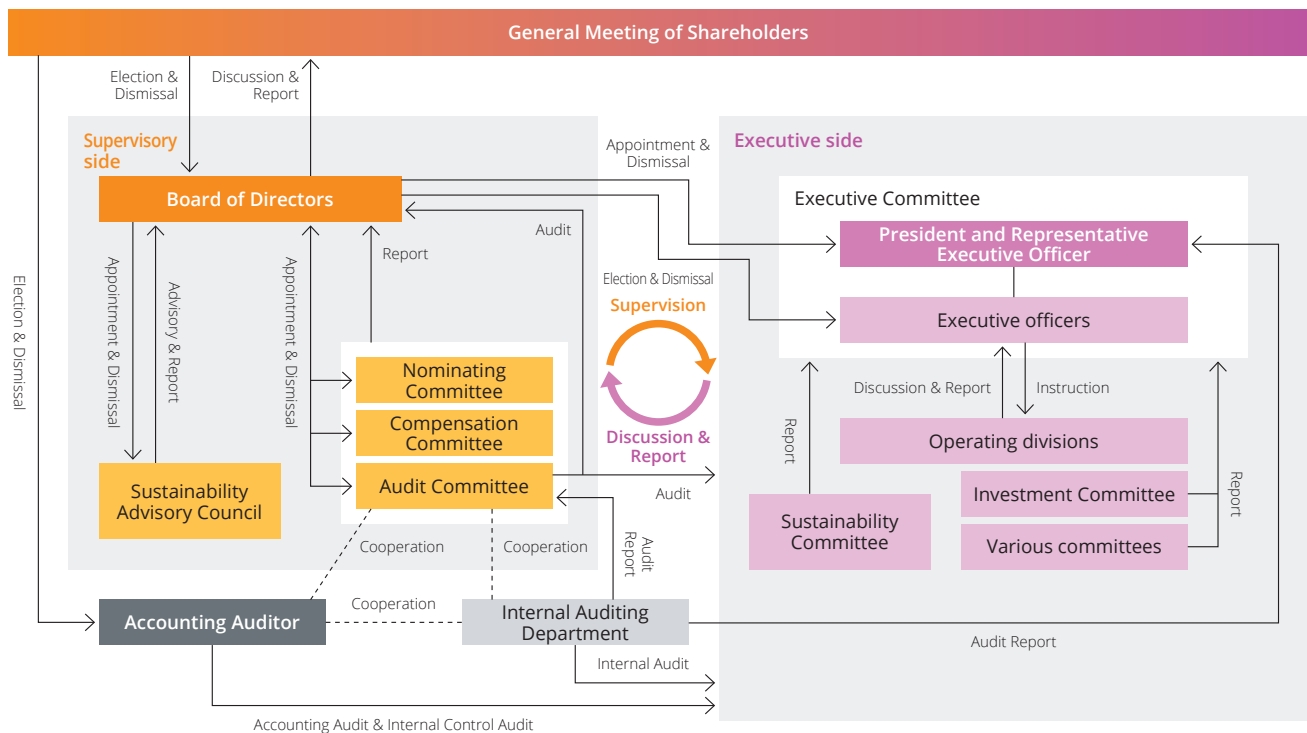 General Meeting of Shareholders
Election &
Dismissal
Discussion &
Report
Supervisory
side
Board of Directors
Appointment &
Dismissal
Executive side
Executive Committee
President and Representative
Executive Officer
Executive officers
Audit
Report
Election & Dismissal
Appointment & Dismissal
Advisory & Report
Appointment & Dismissal
Election & Dismissal
Supervision
Discussion &
Report
Nominating
Committee
Compensation
Committee
Audit Committee
Audit
Sustainability
Advisory Council
Discussion & Report
Instruction
Operating divisions
Report
Investment Committee
Various committees
Report
Sustainability
Committee
Cooperation
Cooperation
Audit
Report
Cooperation
Accounting Auditor
Internal Auditing
Department
Audit Report
Internal Audit
Accounting Audit & Internal Control Audit